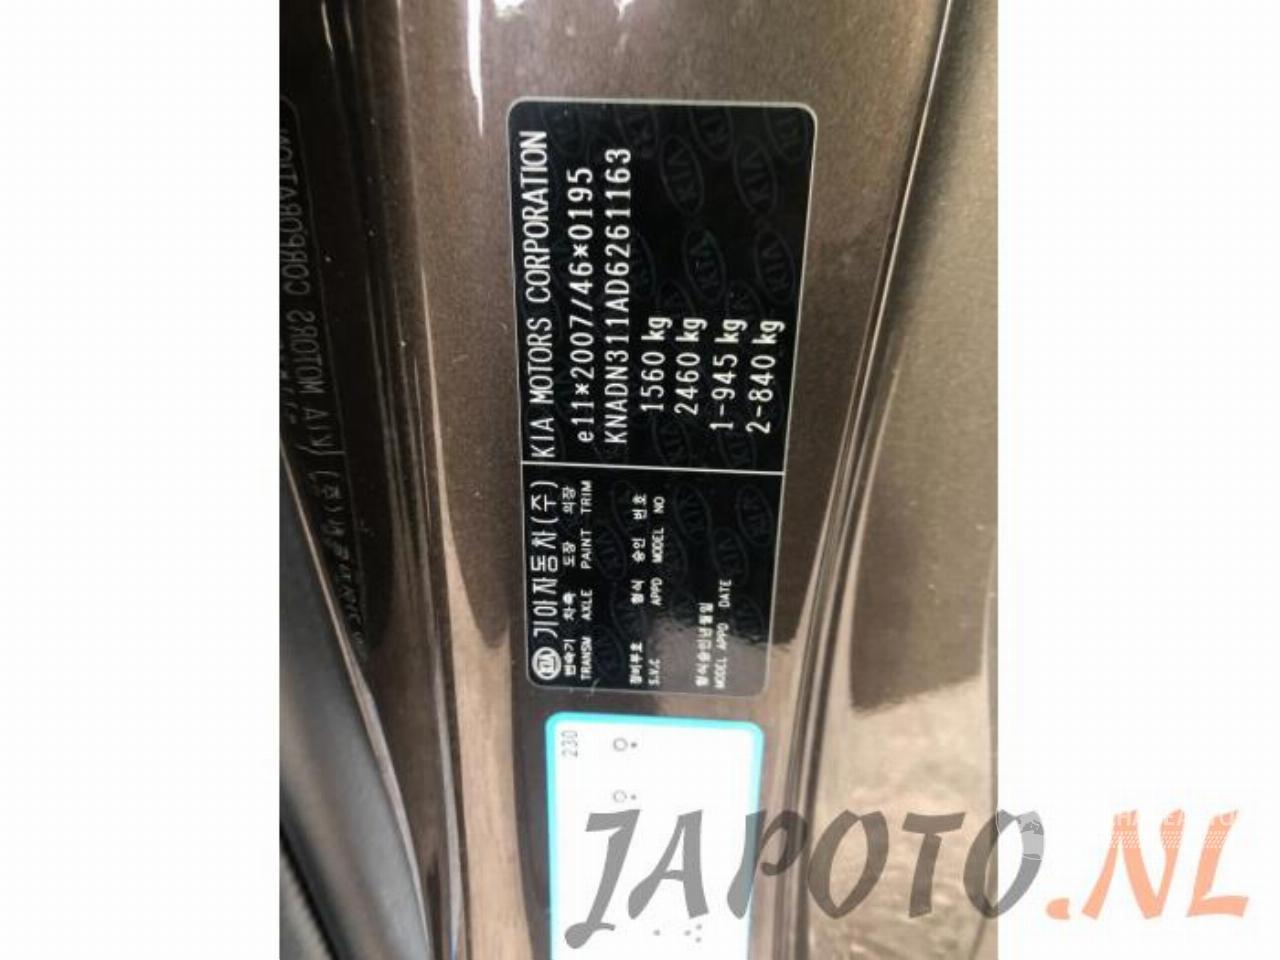 KIA MOTORS CORPORATION
e11*2007/46*0195
KNADN311AD6261163
1560 kg
2460 kg
1-945 kg
2-840 kg
KIA 기아자동차(주)
변속기 차축 도장 의장
TRANSM AXLE PAINT TRIM
정비부호 형식 승인 번호
S.V.C APPD MODEL NO
형식승인년월일
MODEL APPD DATE
230
JAPOTO.NL